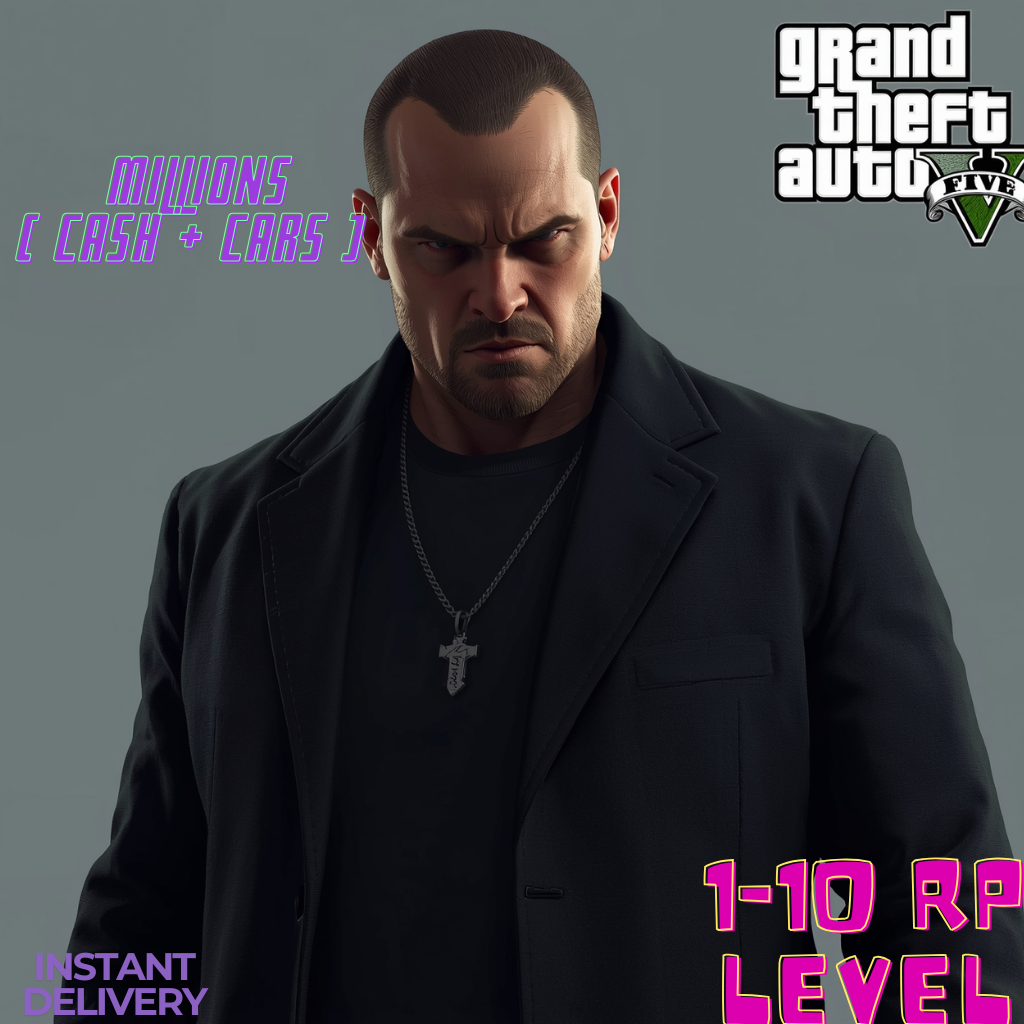 grand
theft
auto
FIVE
V
MILLIONS
( CASH + CARS )
1-10 RP
LEVEL
INSTANT
DELIVERY